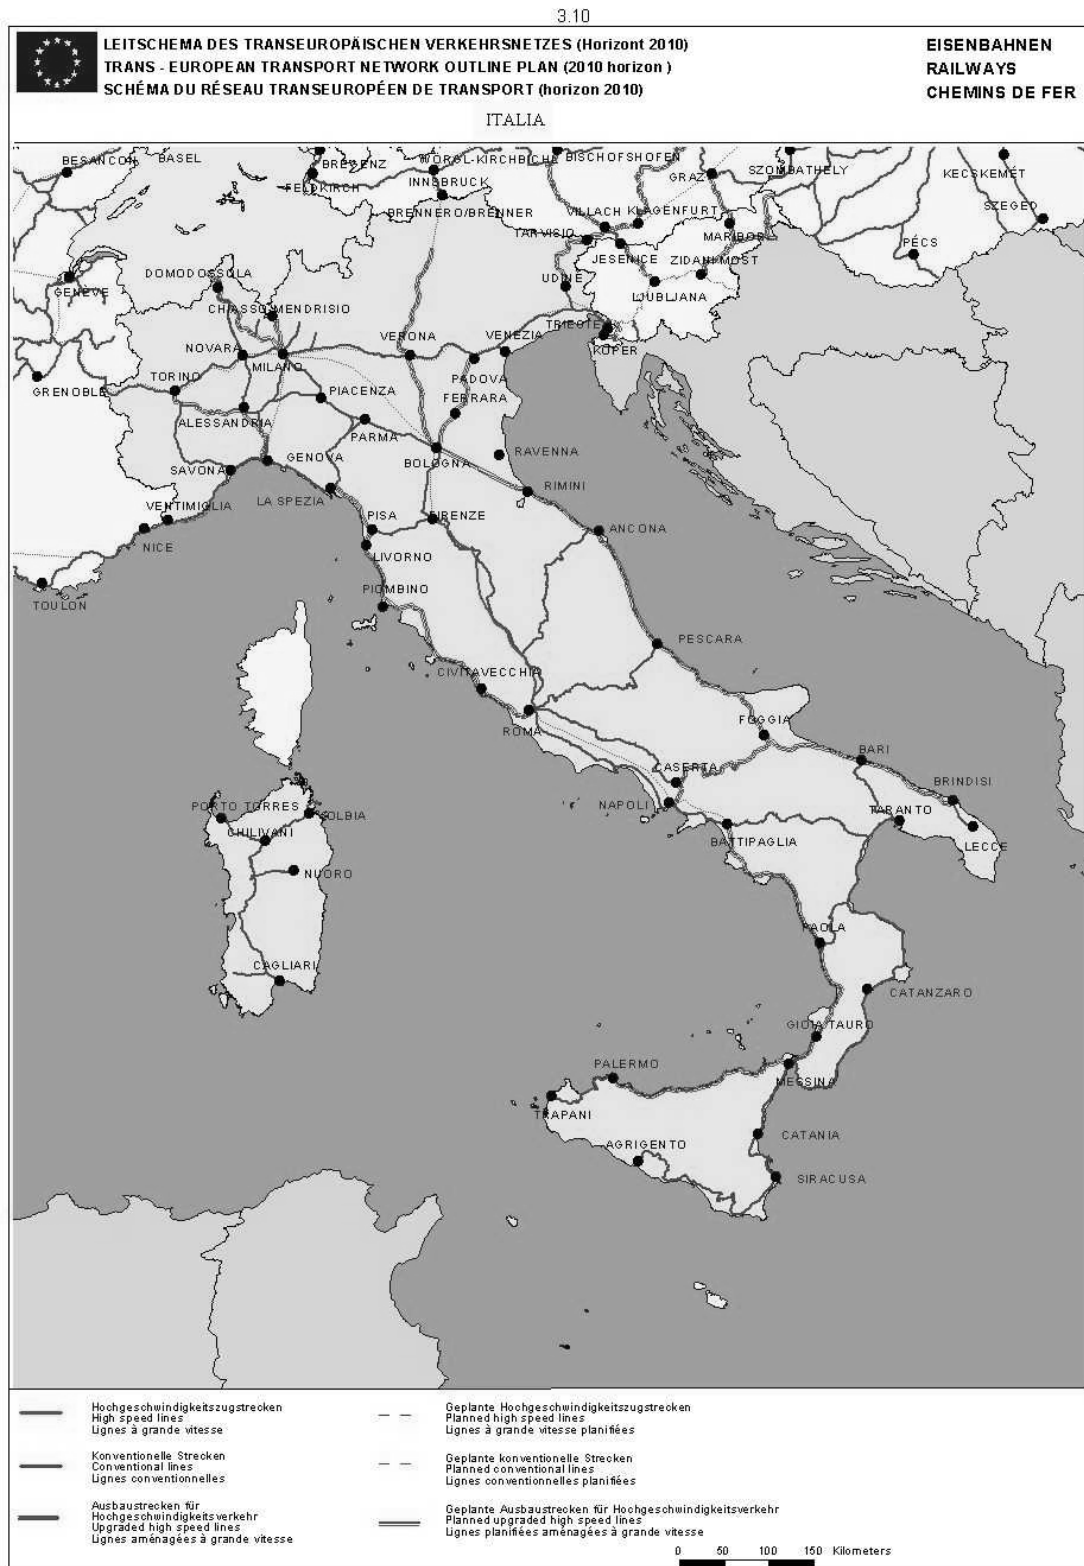 3.10
LEITSCHEMA DES TRANSEUROPÄISCHEN VERKEHRSNETZES (Horizont 2010)
TRANS - EUROPEAN TRANSPORT NETWORK OUTLINE PLAN (2010 horizon )
SCHÉMA DU RÉSEAU TRANSEUROPÉEN DE TRANSPORT (horizon 2010)
EISENBAHNEN
RAILWAYS
CHEMINS DE FER
ITALIA
BESANCON
BASEL
BREGENZ
FELDKIRCH
WÖRGL-KIRCHBICHL
INNSBRUCK
BRENNERO/BRENNER
BISCHOFSHOFEN
GRAZ
SZOMBATHELY
KECSKEMÉT
SZEGED
VILLACH
KLAGENFURT
TARVISIO
MARIBOR
PÉCS
JESENICE
ZIDANI MOST
GENÈVE
DOMODOSSOLA
UDINE
LJUBLJANA
CHIASSO-MENDRISIO
TRIESTE
KOPER
NOVARA
MILANO
VERONA
VENEZIA
PADOVA
GRENOBLE
TORINO
PIACENZA
FERRARA
ALESSANDRIA
PARMA
BOLOGNA
RAVENNA
SAVONA
GENOVA
LA SPEZIA
RIMINI
VENTIMIGLIA
PISA
FIRENZE
ANCONA
NICE
LIVORNO
TOULON
PIOMBINO
PESCARA
CIVITAVECCHIA
ROMA
FOGGIA
BARI
CASERTA
BRINDISI
PORTO TORRES
OLBIA
NAPOLI
TARANTO
CHILIVANI
BATTIPAGLIA
LECCE
NUORO
PAOLA
CAGLIARI
CATANZARO
GIOIA TAURO
PALERMO
MESSINA
TRAPANI
CATANIA
AGRIGENTO
SIRACUSA
Hochgeschwindigkeitszugstrecken
High speed lines
Lignes à grande vitesse
Konventionelle Strecken
Conventional lines
Lignes conventionnelles
Ausbaustrecken für
Hochgeschwindigkeitsverkehr
Upgraded high speed lines
Lignes aménagées à grande vitesse
Geplante Hochgeschwindigkeitszugstrecken
Planned high speed lines
Lignes à grande vitesse planifiées
Geplante konventionelle Strecken
Planned conventional lines
Lignes conventionnelles planifiées
Geplante Ausbaustrecken für Hochgeschwindigkeitsverkehr
Planned upgraded high speed lines
Lignes planifiées aménagées à grande vitesse
0 50 100 150 Kilometers